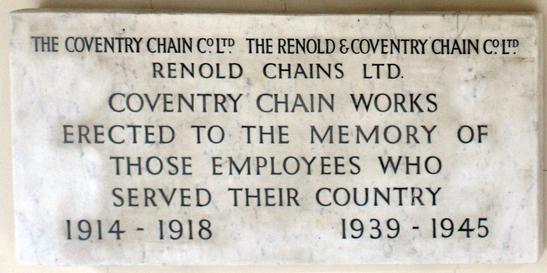 THE COVENTRY CHAIN Cº LTD THE RENOLD & COVENTRY CHAIN Cº LTD.
RENOLD CHAINS LTD.
COVENTRY CHAIN WORKS
ERECTED TO THE MEMORY OF
THOSE EMPLOYEES WHO
SERVED THEIR COUNTRY
1914 - 1918 1939 - 1945